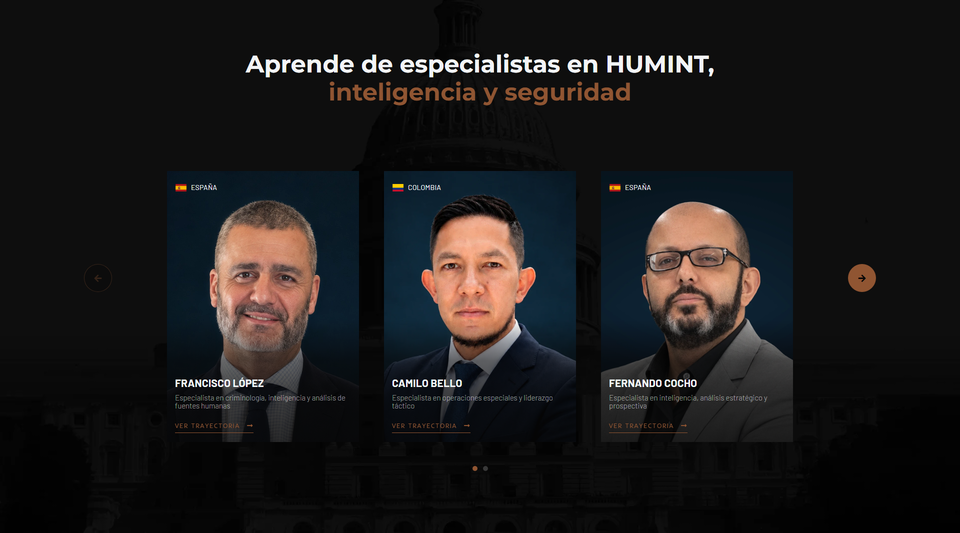 Aprende de especialistas en HUMINT,
inteligencia y seguridad
ESPAÑA
FRANCISCO LÓPEZ
Especialista en criminología, inteligencia y análisis de
fuentes humanas
VER TRAYECTORIA →
COLOMBIA
CAMILO BELLO
Especialista en operaciones especiales y liderazgo
táctico
VER TRAYECTORIA →
ESPAÑA
FERNANDO COCHO
Especialista en inteligencia, análisis estratégico y
prospectiva
VER TRAYECTORIA →